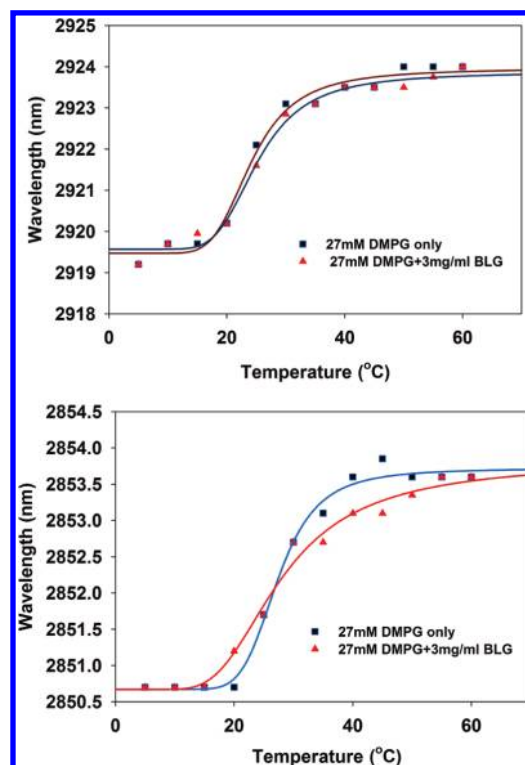 2925
2924
2923
2922
2921
2920
2919
2918
Wavelength (nm)
27mM DMPG only
27mM DMPG+3mg/ml BLG
0 20 40 60
Temperature (°C)
2854.5
2854.0
2853.5
2853.0
2852.5
2852.0
2851.5
2851.0
2850.5
Wavelength (nm)
27mM DMPG only
27mM DMPG+3mg/ml BLG
0 20 40 60
Temperature (°C)